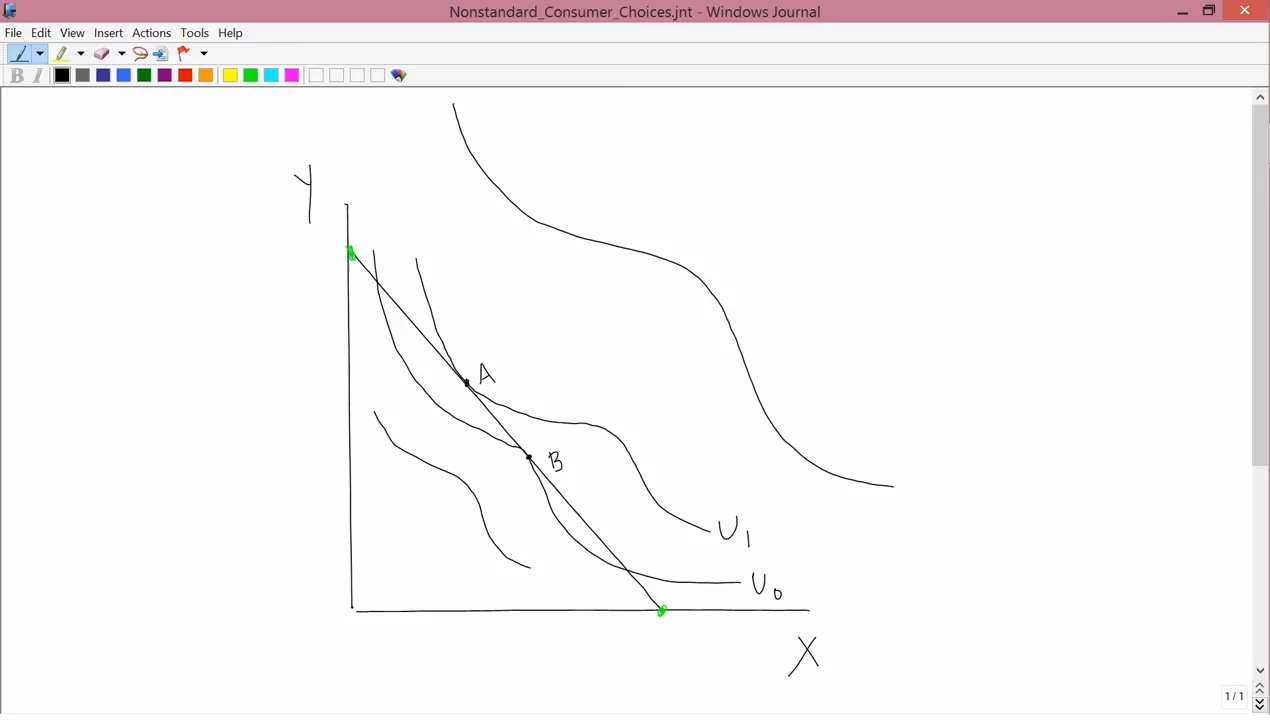 Nonstandard_Consumer_Choices.jnt - Windows Journal
File Edit View Insert Actions Tools Help
B I
Y
A
B
U1
U0
X
1 / 1